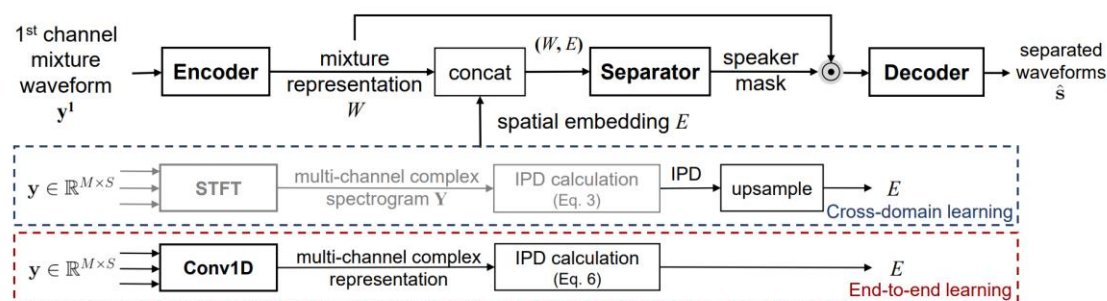 1st channel
mixture
waveform
y¹
Encoder
mixture
representation
W
concat
(W, E)
Separator
speaker
mask
Decoder
separated
waveforms
ŝ
spatial embedding E
y ∈ ℝ^{M×S}
STFT
multi-channel complex
spectrogram Y
IPD calculation
(Eq. 3)
IPD
upsample
E
Cross-domain learning
y ∈ ℝ^{M×S}
Conv1D
multi-channel complex
representation
IPD calculation
(Eq. 6)
E
End-to-end learning